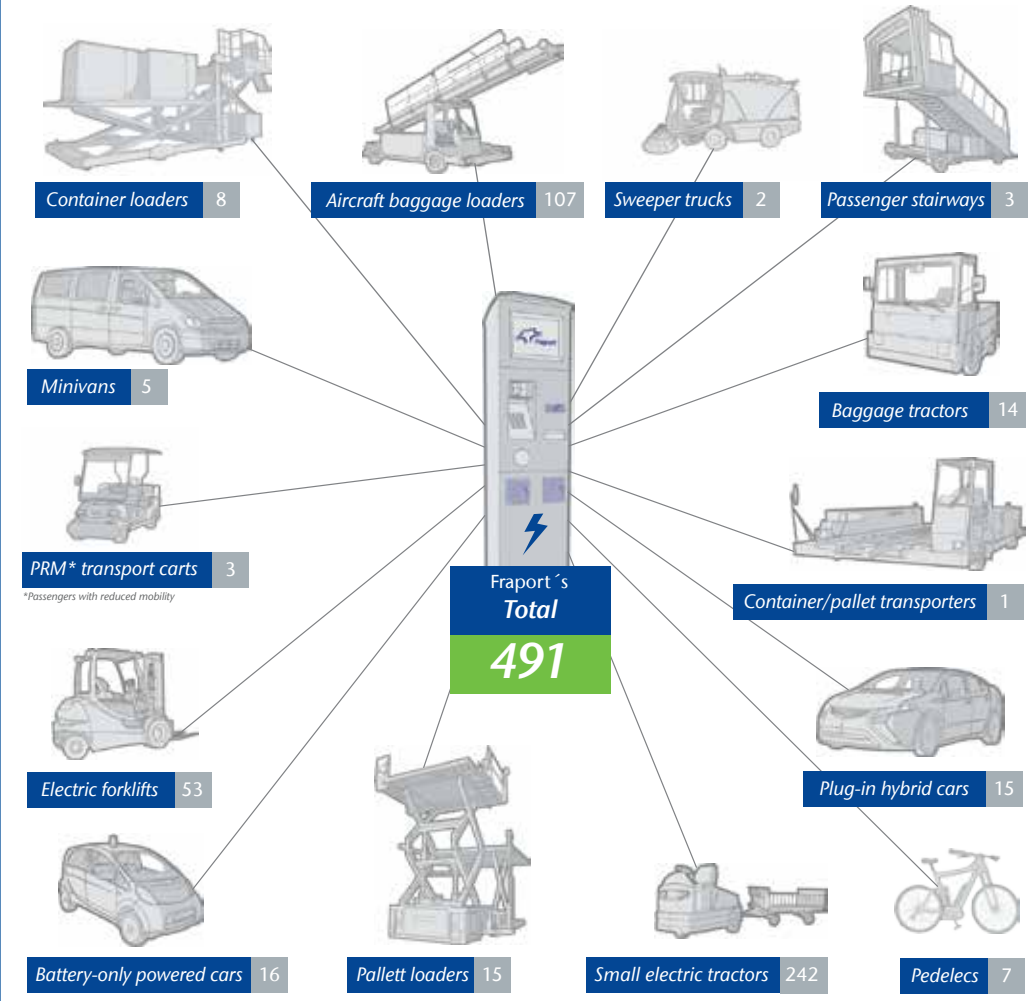 Container loaders 8
Aircraft baggage loaders 107
Sweeper trucks 2
Passenger stairways 3
Fraport
Minivans 5
Baggage tractors 14
PRM* transport carts 3
*Passengers with reduced mobility
Fraport´s
Total
491
Container/pallet transporters 1
Electric forklifts 53
Plug-in hybrid cars 15
Battery-only powered cars 16
Pallett loaders 15
Small electric tractors 242
Pedelecs 7